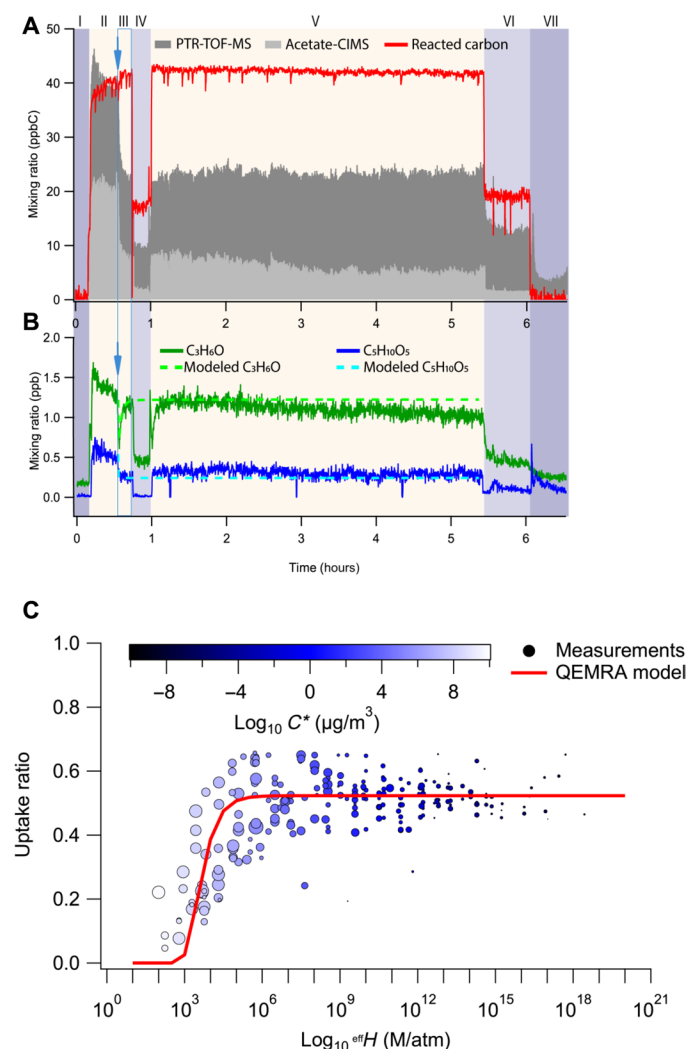 A
I II III IV V VI VII
PTR-TOF-MS Acetate-CIMS Reacted carbon
Mixing ratio (ppbC)
50
40
30
20
10
0
0 1 2 3 4 5 6
B
C₃H₆O C₅H₁₀O₅
Modeled C₃H₆O Modeled C₅H₁₀O₅
Mixing ratio (ppb)
2.0
1.5
1.0
0.5
0.0
0 1 2 3 4 5 6
Time (hours)
C
Measurements
QEMRA model
−8 −4 0 4 8
Log₁₀ C* (µg/m³)
Uptake ratio
1.0
0.8
0.6
0.4
0.2
0.0
10⁰ 10³ 10⁶ 10⁹ 10¹² 10¹⁵ 10¹⁸ 10²¹
Log₁₀ ᵉᶠᶠH (M/atm)